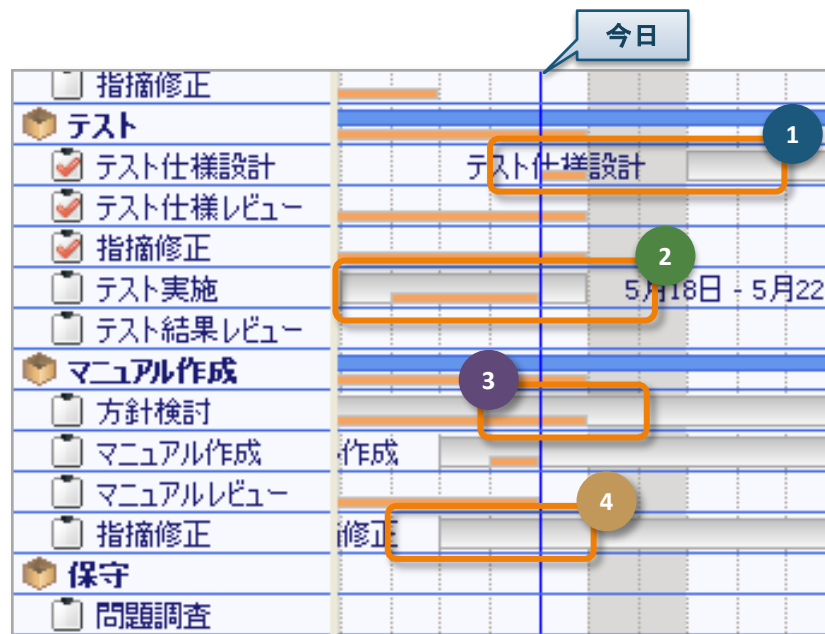 今日
指摘修正
テスト
1
テスト仕様設計 テスト仕様設計
テスト仕様レビュー
指摘修正
2
テスト実施 5月18日 - 5月22
テスト結果レビュー
マニュアル作成
3
方針検討
マニュアル作成 作成
マニュアルレビュー
4
指摘修正 修正
保守
問題調査